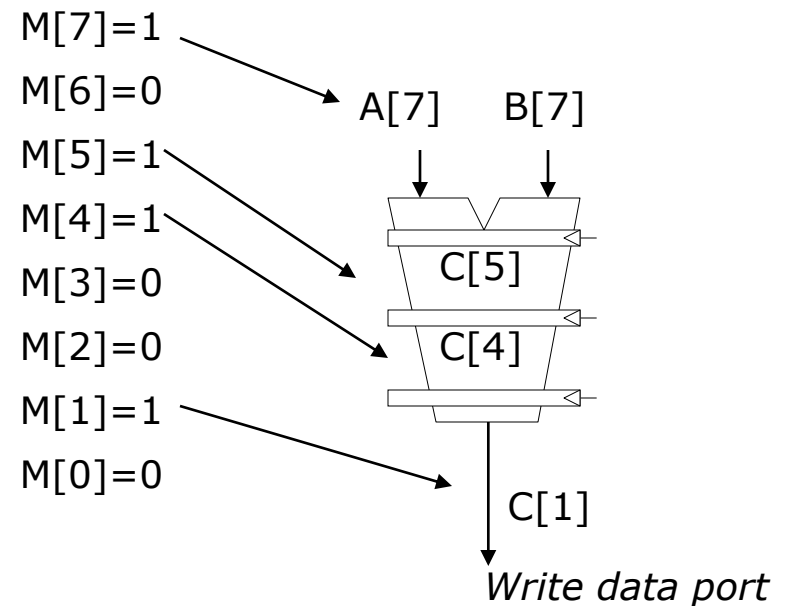 M[7]=1
M[6]=0
A[7] B[7]
M[5]=1
M[4]=1
C[5]
M[3]=0
M[2]=0
C[4]
M[1]=1
M[0]=0
C[1]
Write data port